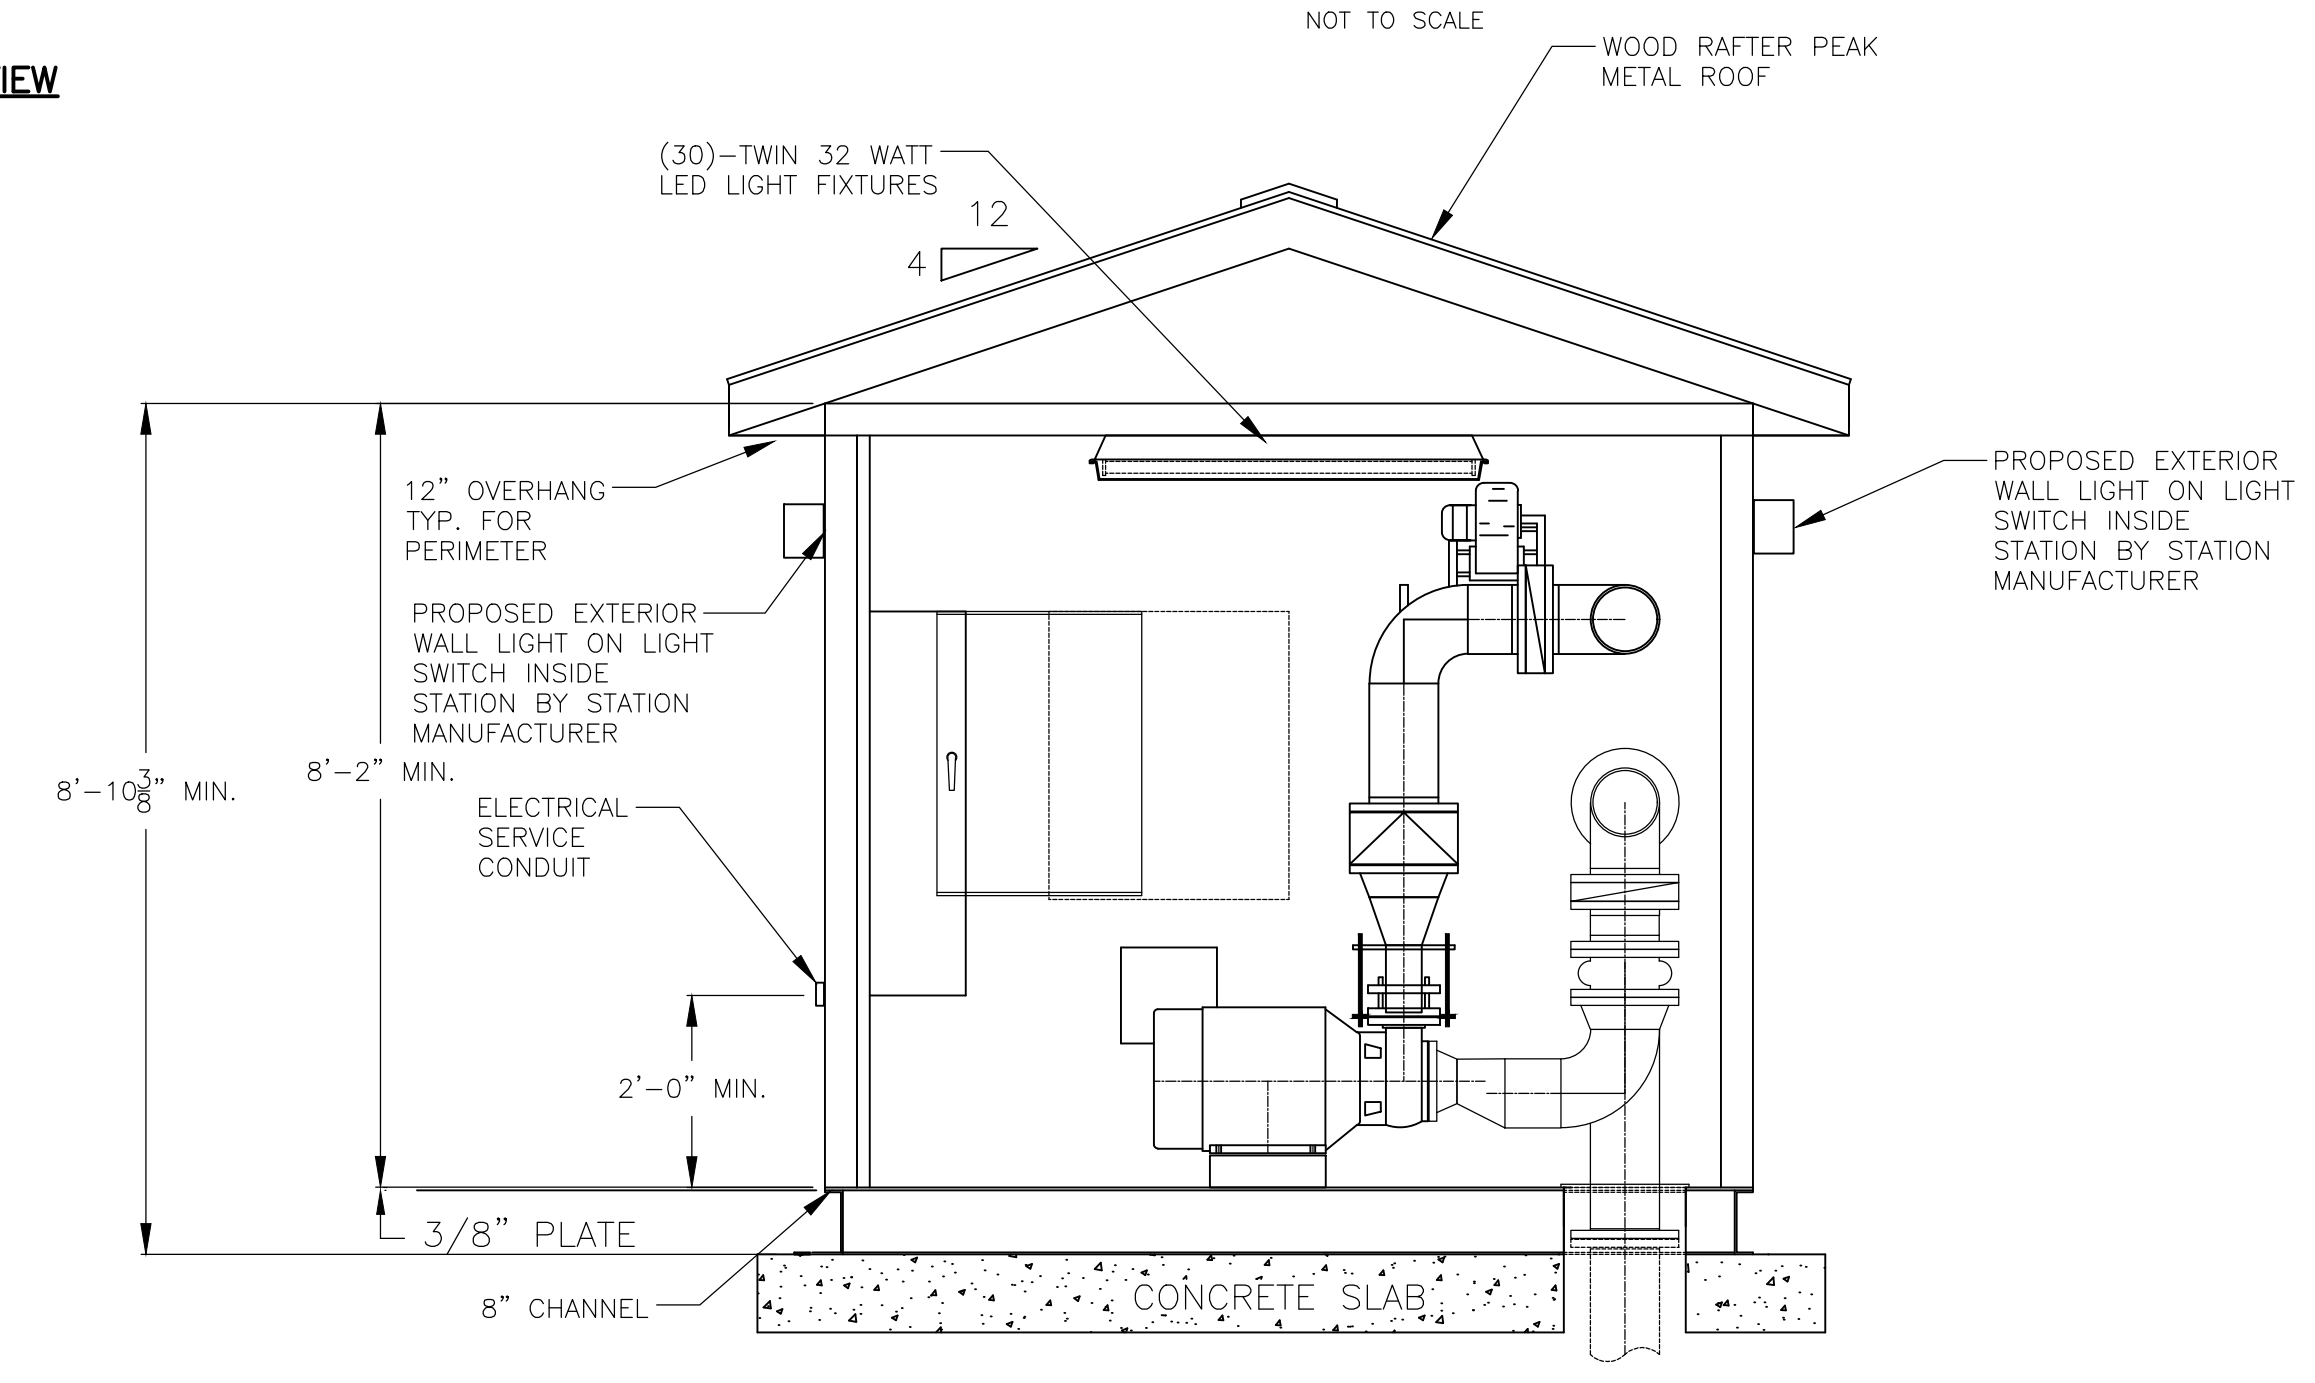 NOT TO SCALE
WOOD RAFTER PEAK
METAL ROOF
(30)-TWIN 32 WATT
LED LIGHT FIXTURES
12
4
12" OVERHANG
TYP. FOR
PERIMETER
PROPOSED EXTERIOR
WALL LIGHT ON LIGHT
SWITCH INSIDE
STATION BY STATION
MANUFACTURER
PROPOSED EXTERIOR
WALL LIGHT ON LIGHT
SWITCH INSIDE
STATION BY STATION
MANUFACTURER
8'-10 3/8" MIN.
8'-2" MIN.
ELECTRICAL
SERVICE
CONDUIT
2'-0" MIN.
3/8" PLATE
8" CHANNEL
CONCRETE SLAB